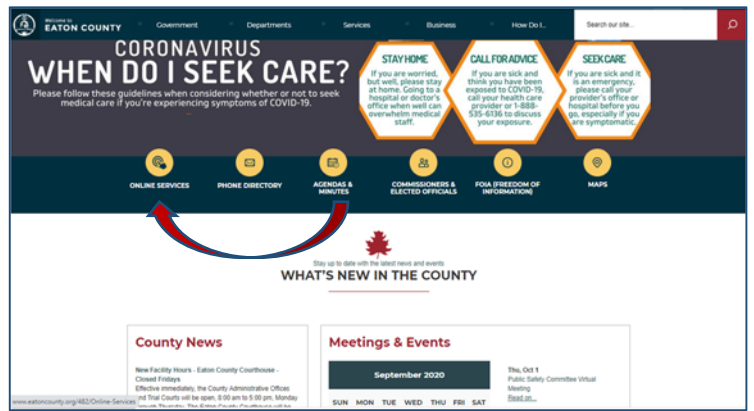 Welcome to
EATON COUNTY
Government
Departments
Services
Business
How Do I...
Search our site...
CORONAVIRUS
WHEN DO I SEEK CARE?
Please follow these guidelines when considering whether or not to seek
medical care if you're experiencing symptoms of COVID-19.
STAY HOME
If you are worried,
but well, please stay
at home. Going to a
hospital or doctor's
office when well can
overwhelm medical
staff.
CALL FOR ADVICE
If you are sick and
think you have been
exposed to COVID-19,
call your health care
provider or 1-888-
535-6136 to discuss
your exposure.
SEEK CARE
If you are sick and it
is an emergency,
please call your
provider's office or
hospital before you
go, especially if you
are symptomatic.
ONLINE SERVICES
PHONE DIRECTORY
AGENDAS &
MINUTES
COMMISSIONERS &
ELECTED OFFICIALS
FOIA (FREEDOM OF
INFORMATION)
MAPS
Stay up to date with the latest news and events
WHAT'S NEW IN THE COUNTY
County News
New Facility Hours - Eaton County Courthouse -
Closed Fridays
Effective immediately, the County Administrative Offices
and Trial Courts will be open, 8:00 am to 5:00 pm, Monday
through Thursday. The Eaton County Courthouse will be
Meetings & Events
September 2020
SUN MON TUE WED THU FRI SAT
Thu, Oct 1
Public Safety Committee Virtual
Meeting
Read on...
www.eatoncounty.org/482/Online-Services